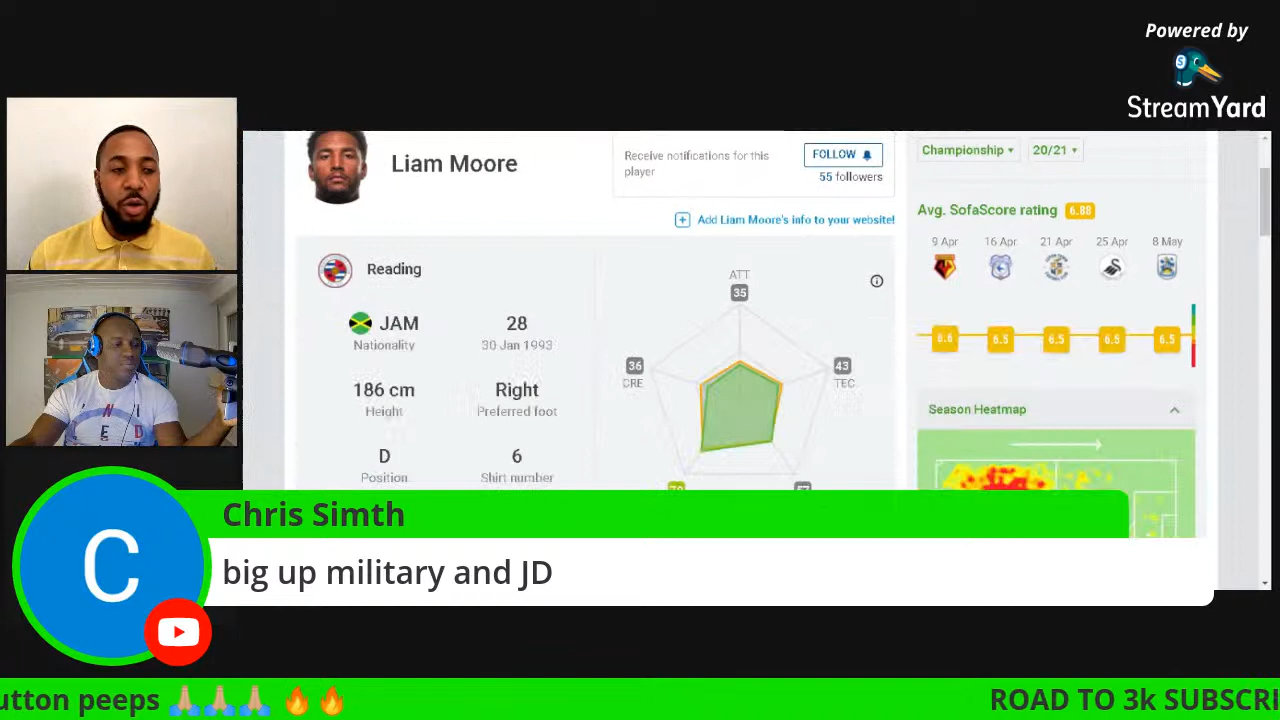 Powered by
StreamYard
Liam Moore
Receive notifications for this
player
FOLLOW
55 followers
Add Liam Moore's info to your website!
Reading
JAM
Nationality
28
30 Jan 1993
186 cm
Height
Right
Preferred foot
D
Position
6
Shirt number
ATT
35
36
CRE
43
TEC
Championship
20/21
Avg. SofaScore rating 6.88
9 Apr 16 Apr 21 Apr 25 Apr 8 May
6.6 6.5 6.5 6.5 6.5
Season Heatmap
C
Chris Simth
big up military and JD
utton peeps 🙏🏽🙏🏽🙏🏽 🔥🔥
ROAD TO 3k SUBSCRI